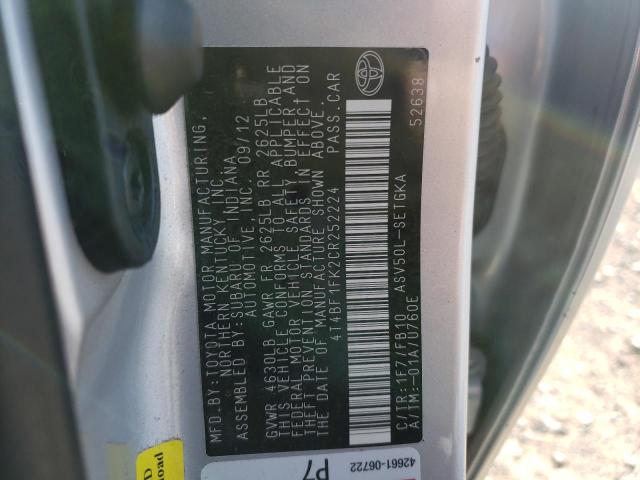 MFD.BY:TOYOTA MOTOR MANUFACTURING,
NORTHERN KENTUCKY, INC.
ASSEMBLED BY:SUBARU OF INDIANA
AUTOMOTIVE, INC. 09/12
GVWR 4630LB GAWR FR 2625LB RR 2625LB
THIS VEHICLE CONFORMS TO ALL APPLICABLE
FEDERAL MOTOR VEHICLE SAFETY, BUMPER,AND
THEFT PREVENTION STANDARDS IN EFFECT ON
THE DATE OF MANUFACTURE SHOWN ABOVE.
4T4BF1FK2CR252224 PASS.CAR
C/TR:1F7/FB10 ASV50L-SETGKA
A/TM:-01A/U760E
52638
42661-06722
P7
D
oad